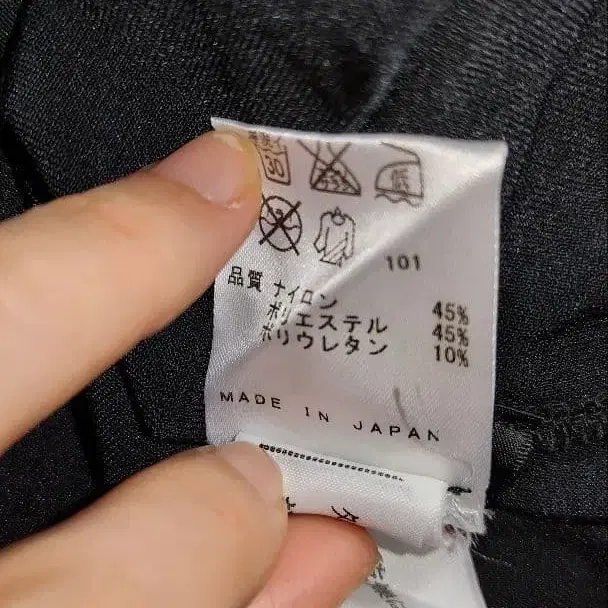 30
低
101
品質 ナイロン 45%
ポリエステル 45%
ポリウレタン 10%
MADE IN JAPAN